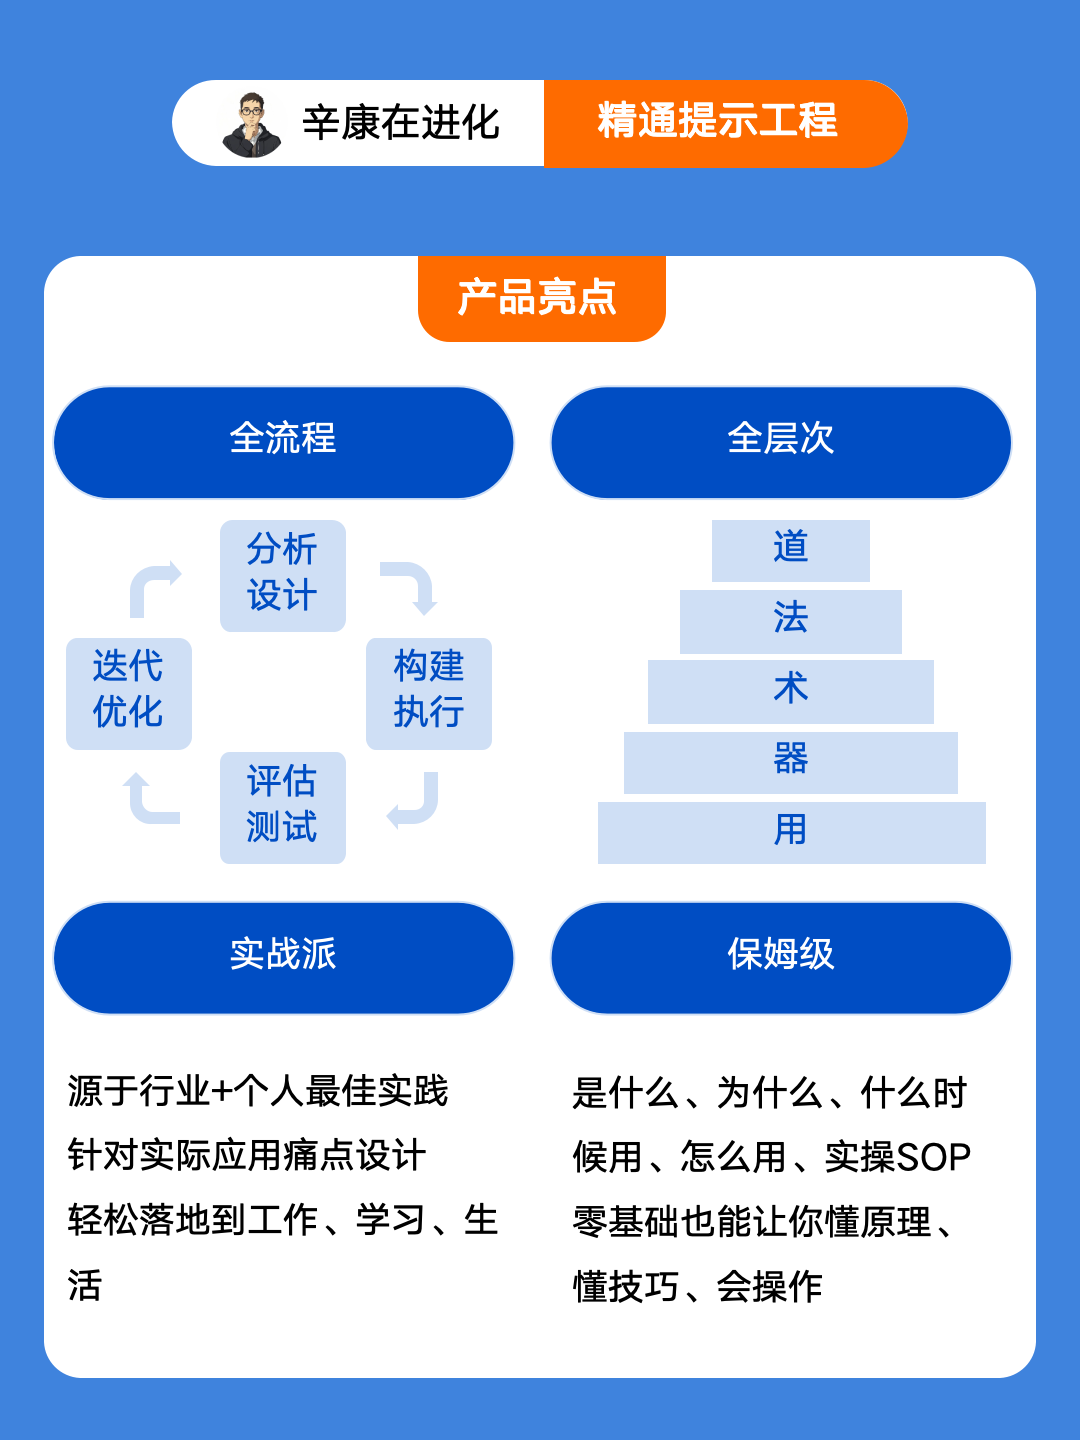 辛康在进化
精通提示工程
产品亮点
全流程
分析
设计
构建
执行
评估
测试
迭代
优化
全层次
道
法
术
器
用
实战派
源于行业+个人最佳实践
针对实际应用痛点设计
轻松落地到工作、学习、生
活
保姆级
是什么、为什么、什么时
候用、怎么用、实操SOP
零基础也能让你懂原理、
懂技巧、会操作